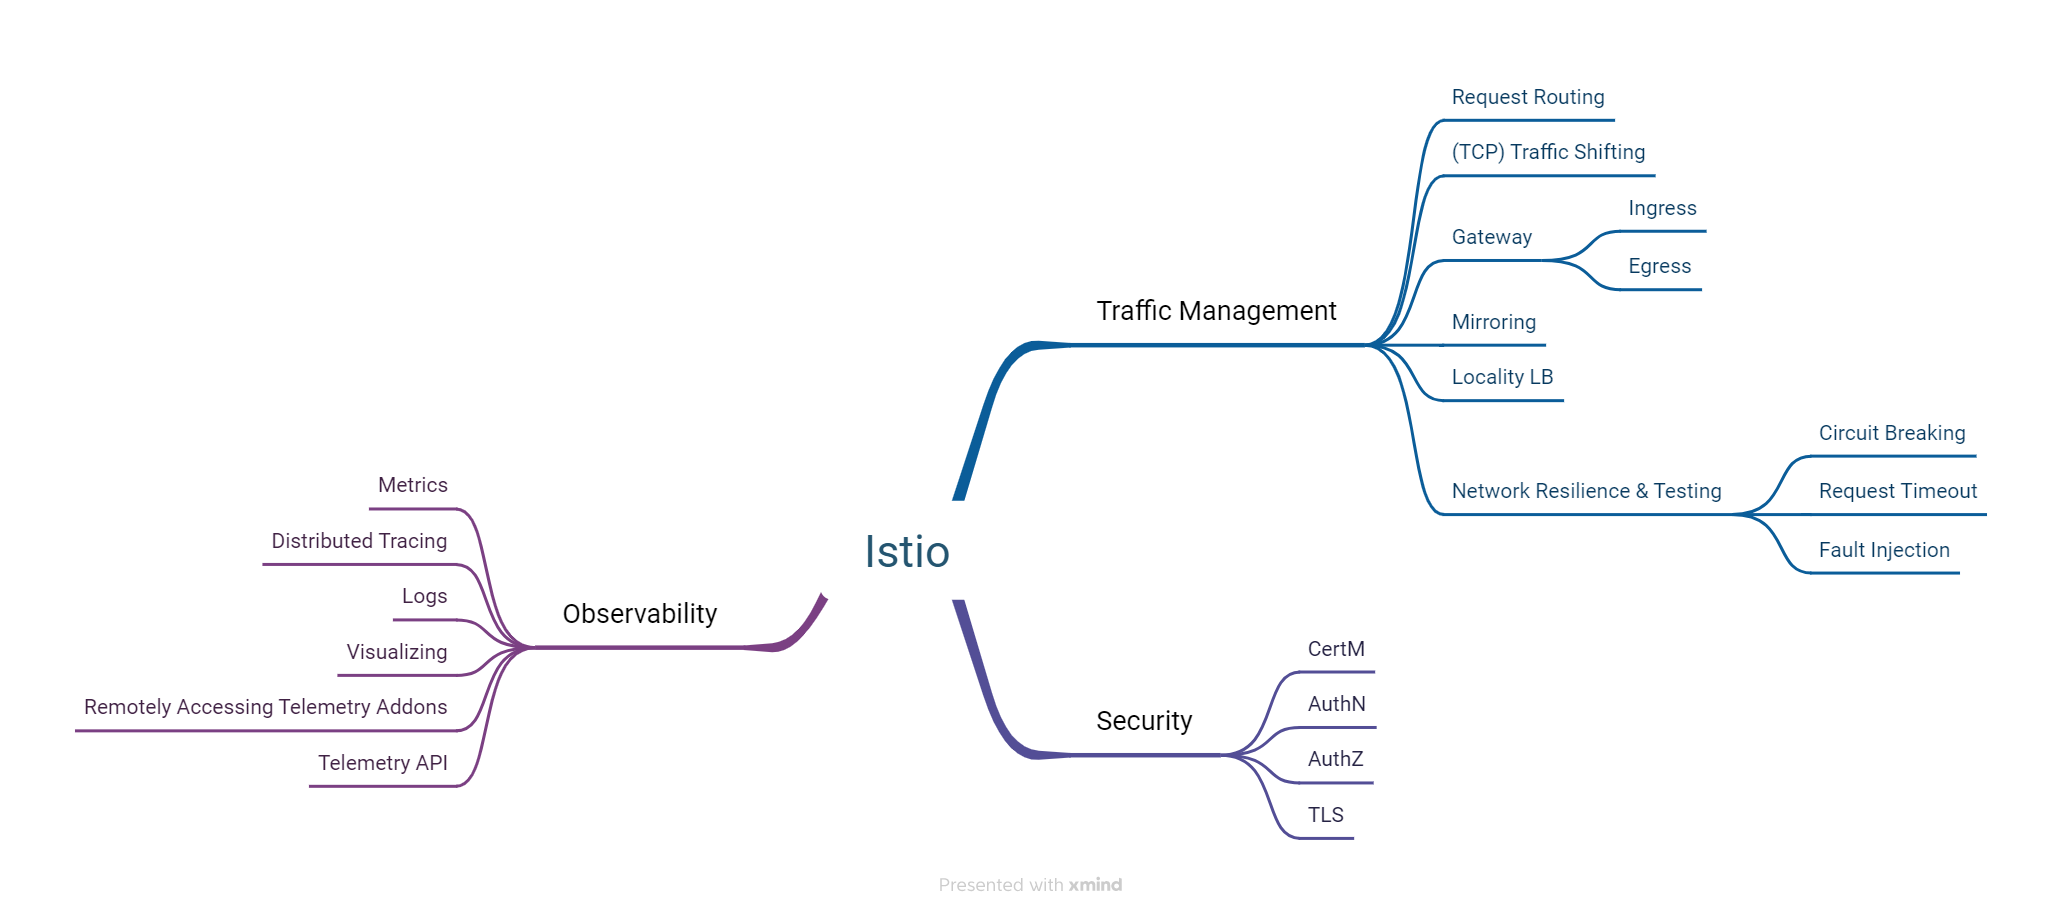 Istio
Traffic Management
Request Routing
(TCP) Traffic Shifting
Gateway
Ingress
Egress
Mirroring
Locality LB
Network Resilience & Testing
Circuit Breaking
Request Timeout
Fault Injection
Security
CertM
AuthN
AuthZ
TLS
Observability
Metrics
Distributed Tracing
Logs
Visualizing
Remotely Accessing Telemetry Addons
Telemetry API
Presented with xmind